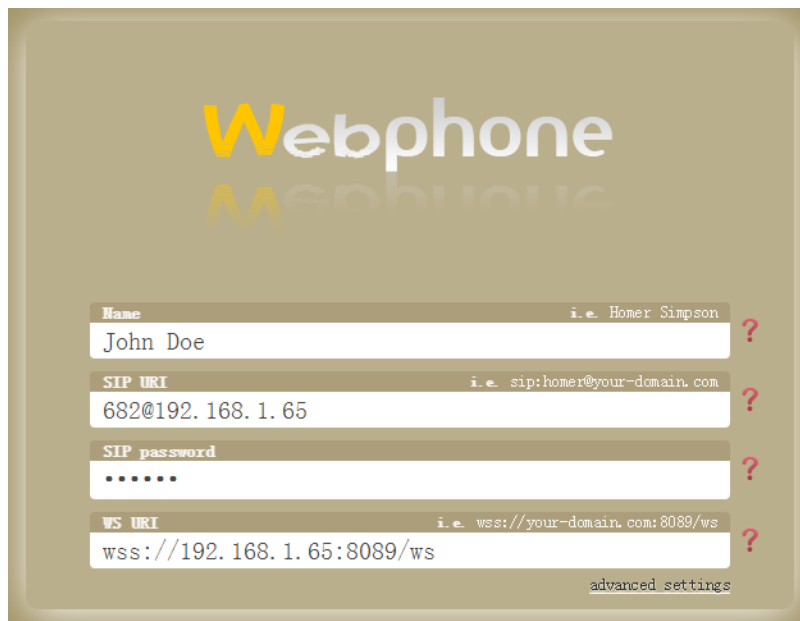 Webphone
Name i.e. Homer Simpson
John Doe
?
SIP URI i.e. sip:homer@your-domain.com
682@192.168.1.65
?
SIP password
••••••
?
WS URI i.e. wss://your-domain.com:8089/ws
wss://192.168.1.65:8089/ws
?
advanced settings